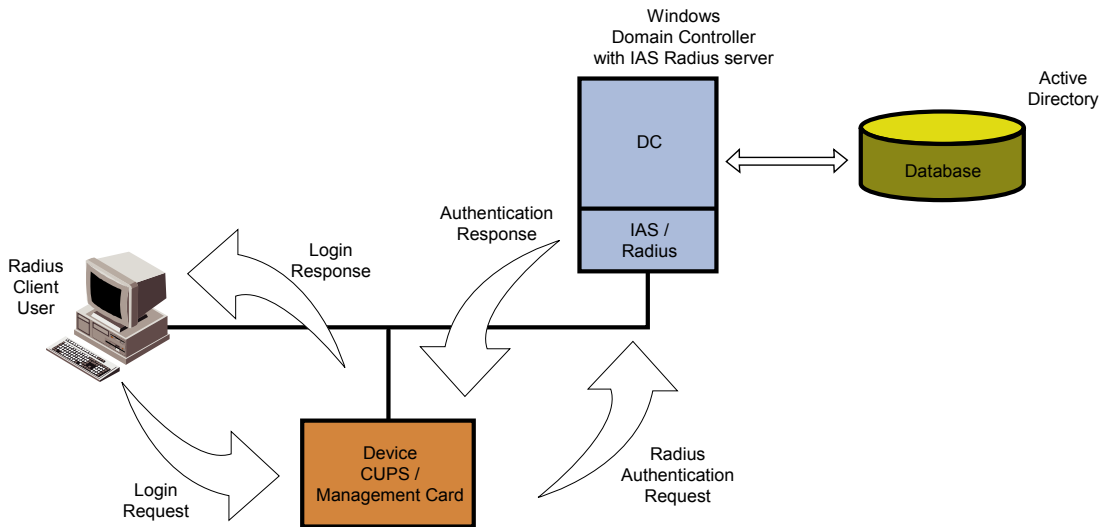 Windows
Domain Controller
with IAS Radius server
Active
Directory
DC
Database
Authentication
Response
IAS /
Radius
Login
Response
Radius
Client
User
Device
CUPS /
Management Card
Radius
Authentication
Request
Login
Request